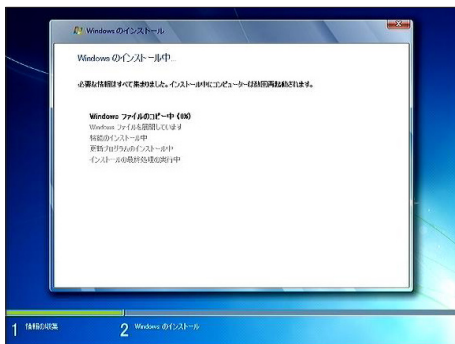 Windows のインストール
Windows のインストール中...
必要な情報はすべて集まりました。インストール中にコンピューターは数回再起動されます。
Windows ファイルのコピー中 (0%)
Windows ファイルを展開しています
機能のインストール中
更新プログラムのインストール中
インストールの最終処理の実行中
1 情報の収集
2 Windows のインストール